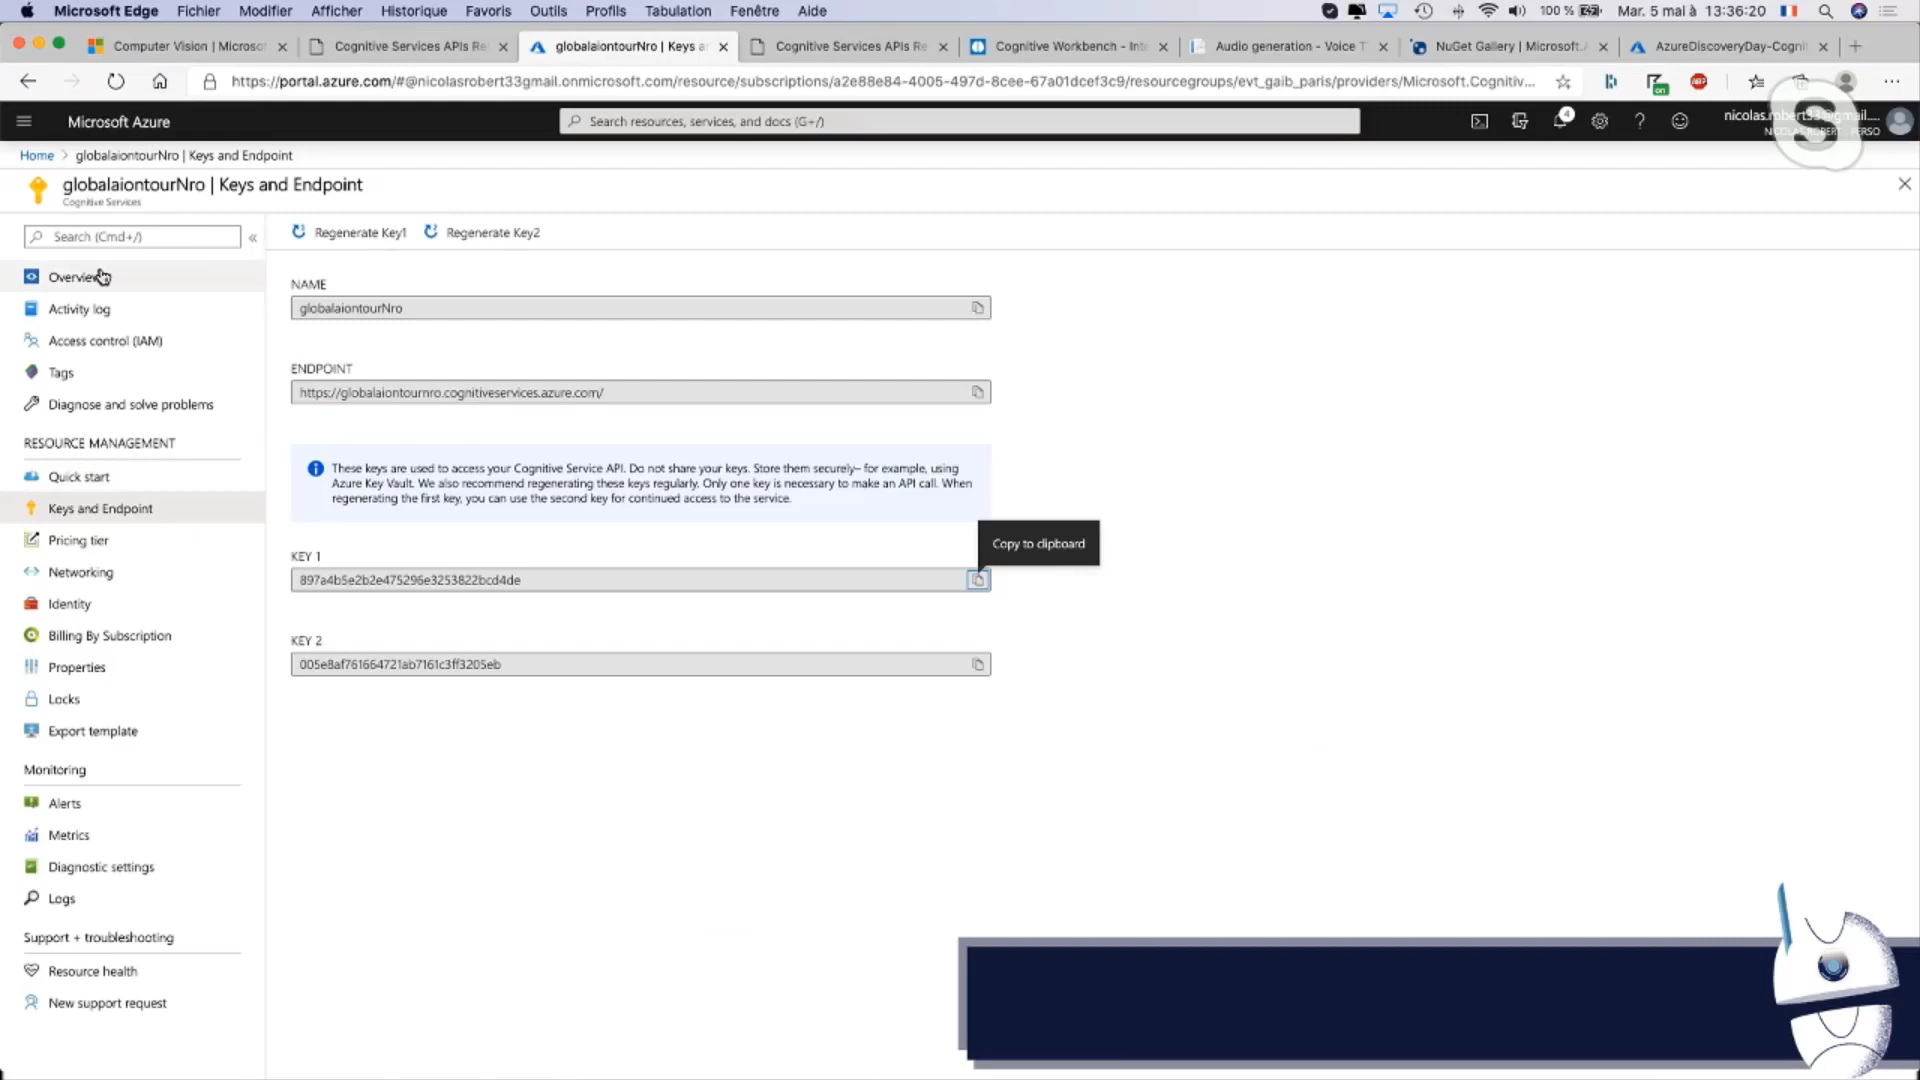 Microsoft Edge Fichier Modifier Afficher Historique Favoris Outils Profils Tabulation Fenêtre Aide 100 % Mar. 5 mai à 13:36:20
Computer Vision | Microsof Cognitive Services APIs Re globalaiontourNro | Keys a Cognitive Services APIs Re Cognitive Workbench - Inte Audio generation - Voice T NuGet Gallery | Microsoft. AzureDiscoveryDay-Cogni
https://portal.azure.com/#@nicolasrobert33gmail.onmicrosoft.com/resource/subscriptions/a2e88e84-4005-497d-8cee-67a01dcef3c9/resourcegroups/evt_gaib_paris/providers/Microsoft.Cognitiv...
Microsoft Azure
Search resources, services, and docs (G+/)
4
nicolas.robert33@gmail....
NICOLAS ROBERT - PERSO
Home > globalaiontourNro | Keys and Endpoint
globalaiontourNro | Keys and Endpoint
Cognitive Services
Search (Cmd+/)
Overview
Activity log
Access control (IAM)
Tags
Diagnose and solve problems
RESOURCE MANAGEMENT
Quick start
Keys and Endpoint
Pricing tier
Networking
Identity
Billing By Subscription
Properties
Locks
Export template
Monitoring
Alerts
Metrics
Diagnostic settings
Logs
Support + troubleshooting
Resource health
New support request
Regenerate Key1 Regenerate Key2
NAME
globalaiontourNro
ENDPOINT
https://globalaiontournro.cognitiveservices.azure.com/
These keys are used to access your Cognitive Service API. Do not share your keys. Store them securely– for example, using
Azure Key Vault. We also recommend regenerating these keys regularly. Only one key is necessary to make an API call. When
regenerating the first key, you can use the second key for continued access to the service.
Copy to clipboard
KEY 1
897a4b5e2b2e475296e3253822bcd4de
KEY 2
005e8af761664721ab7161c3ff3205eb